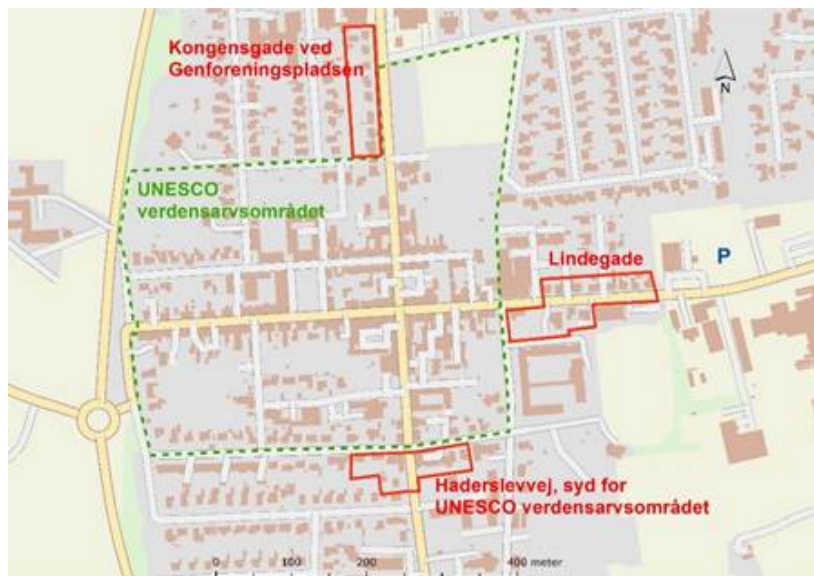 Kongensgade ved
Genforeningspladsen
N
UNESCO
verdensarvsområdet
Lindegade
P
Haderslevvej, syd for
UNESCO verdensarvsområdet
0 100 200 400 meter